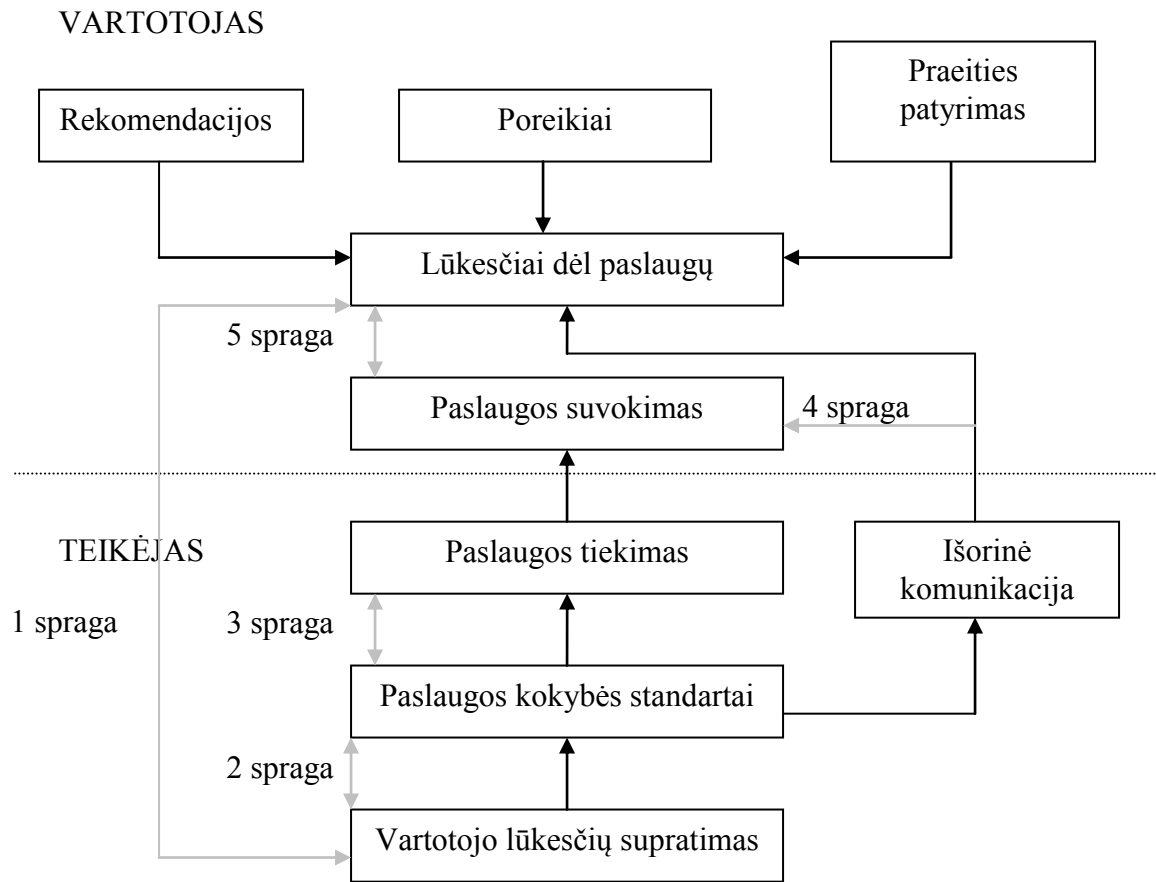 VARTOTOJAS
Rekomendacijos
Poreikiai
Praeities
patyrimas
Lūkesčiai dėl paslaugų
5 spraga
Paslaugos suvokimas
4 spraga
TEIKĖJAS
Paslaugos tiekimas
Išorinė
komunikacija
1 spraga
3 spraga
Paslaugos kokybės standartai
2 spraga
Vartotojo lūkesčių supratimas